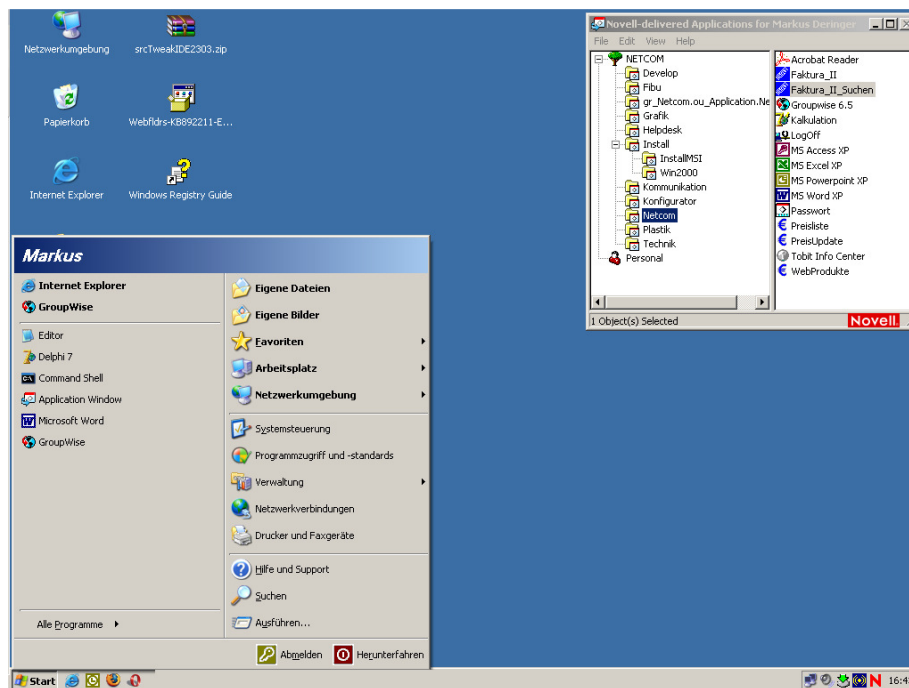 Netzwerkumgebung
srcTweakIDE2303.zip
Papierkorb
Webfldrs-KB892211-E...
Internet Explorer
Windows Registry Guide
Novell-delivered Applications for Markus Deringer
File Edit View Help
NETCOM
Develop
Fibu
gr_Netcom.ou_Application.Ne
Grafik
Helpdesk
Install
InstallMSI
Win2000
Kommunikation
Konfigurator
Netcom
Plastik
Technik
Personal
Acrobat Reader
Faktura_II
Faktura_II_Suchen
Groupwise 6.5
Kalkulation
LogOff
MS Access XP
MS Excel XP
MS Powerpoint XP
MS Word XP
Passwort
Preisliste
PreisUpdate
Tobit Info Center
WebProdukte
1 Object(s) Selected
Novell.
Markus
Internet Explorer
GroupWise
Editor
Delphi 7
Command Shell
Application Window
Microsoft Word
GroupWise
Alle Programme
Eigene Dateien
Eigene Bilder
Favoriten
Arbeitsplatz
Netzwerkumgebung
Systemsteuerung
Programmzugriff und -standards
Verwaltung
Netzwerkverbindungen
Drucker und Faxgeräte
Hilfe und Support
Suchen
Ausführen...
Abmelden
Herunterfahren
Start